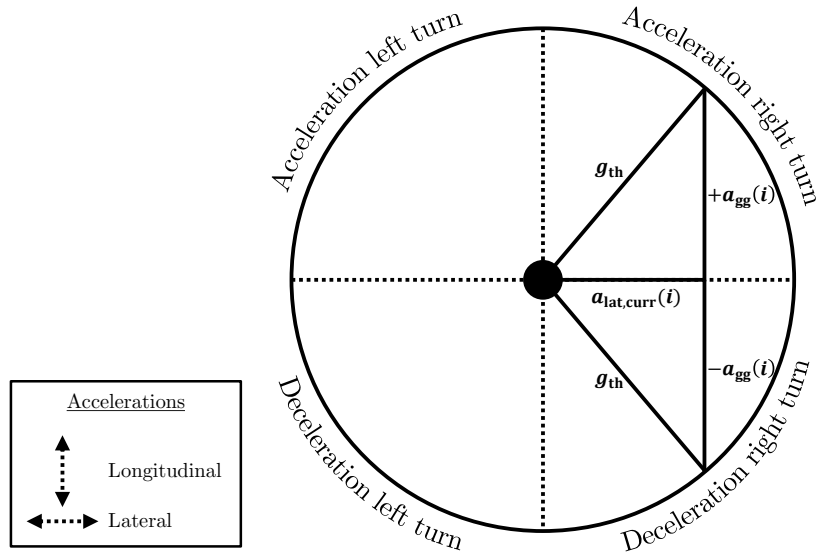 Acceleration left turn
Acceleration right turn
g_th
+a_gg(i)
a_lat,curr(i)
g_th
−a_gg(i)
Deceleration left turn
Deceleration right turn
Accelerations
Longitudinal
Lateral